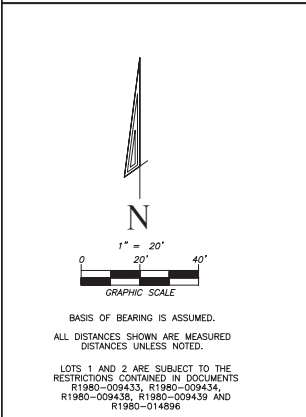 N
1" = 20'
0 20' 40'
GRAPHIC SCALE
BASIS OF BEARING IS ASSUMED.
ALL DISTANCES SHOWN ARE MEASURED
DISTANCES UNLESS NOTED.
LOTS 1 AND 2 ARE SUBJECT TO THE
RESTRICTIONS CONTAINED IN DOCUMENTS
R1980-009433, R1980-009434,
R1980-009438, R1980-009439 AND
R1980-014896